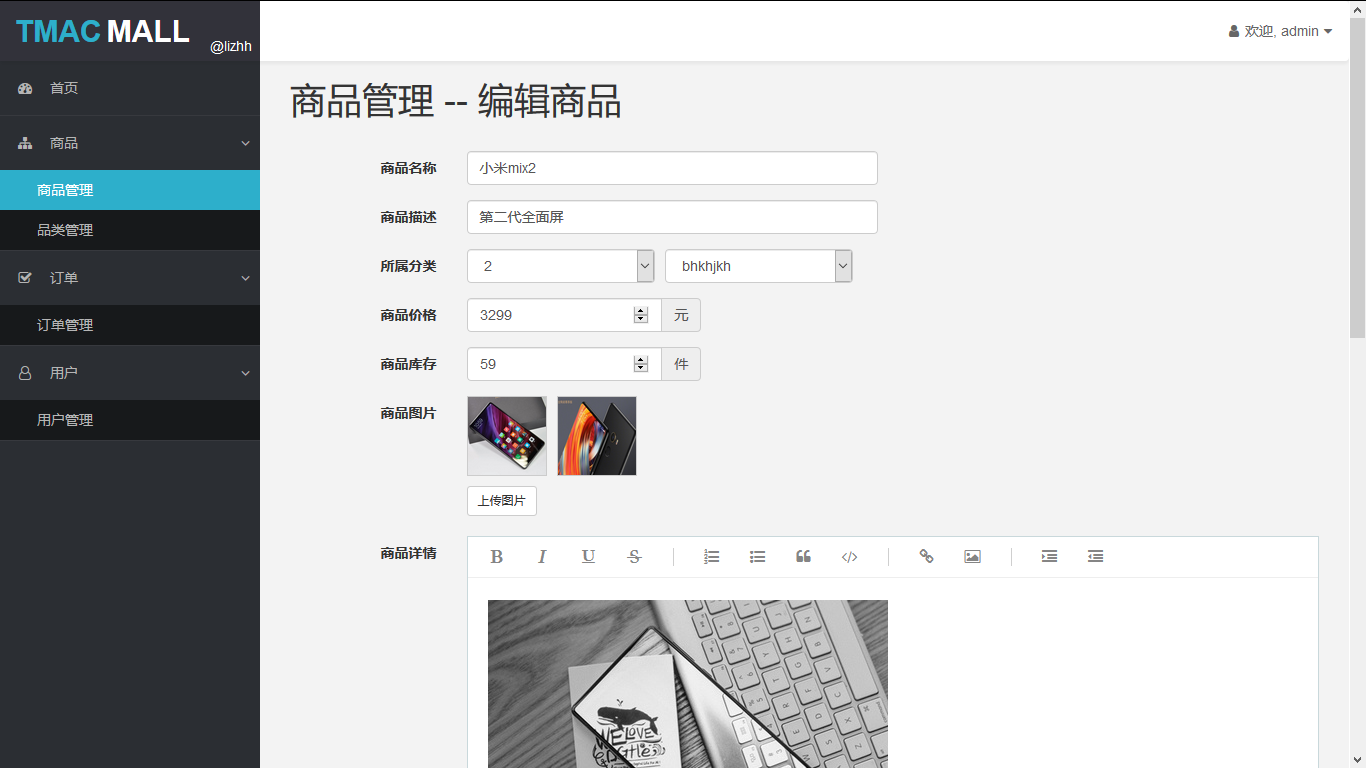 TMAC MALL @lizhh
欢迎, admin
首页
商品
商品管理
品类管理
订单
订单管理
用户
用户管理
商品管理 -- 编辑商品
商品名称 小米mix2
商品描述 第二代全面屏
所属分类 2 bhkhjkh
商品价格 3299 元
商品库存 59 件
商品图片
上传图片
商品详情
B I U S
WE LOVE